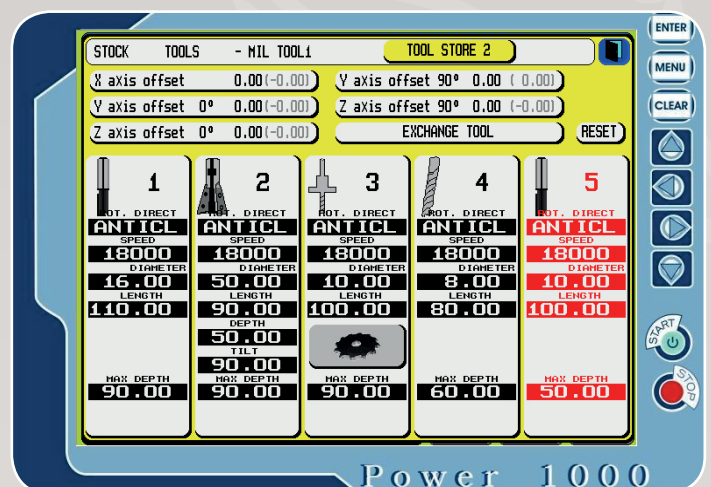 ENTER
MENU
CLEAR
STOCK TOOLS - MIL TOOL1 TOOL STORE 2
X axis offset 0.00(-0.00) Y axis offset 90° 0.00 ( 0.00)
Y axis offset 0° 0.00(-0.00) Z axis offset 90° 0.00 (-0.00)
Z axis offset 0° 0.00(-0.00) EXCHANGE TOOL RESET
1 2 3 4 5
ROT. DIRECT ROT. DIRECT ROT. DIRECT ROT. DIRECT ROT. DIRECT
ANTICL ANTICL ANTICL ANTICL ANTICL
SPEED SPEED SPEED SPEED SPEED
18000 18000 18000 18000 18000
DIAMETER DIAMETER DIAMETER DIAMETER DIAMETER
16.00 50.00 10.00 8.00 10.00
LENGTH LENGTH LENGTH LENGTH LENGTH
110.00 90.00 100.00 80.00 100.00
DEPTH
50.00
TILT
90.00
MAX DEPTH MAX DEPTH MAX DEPTH MAX DEPTH MAX DEPTH
90.00 90.00 90.00 60.00 50.00
START
STOP
Power 1000